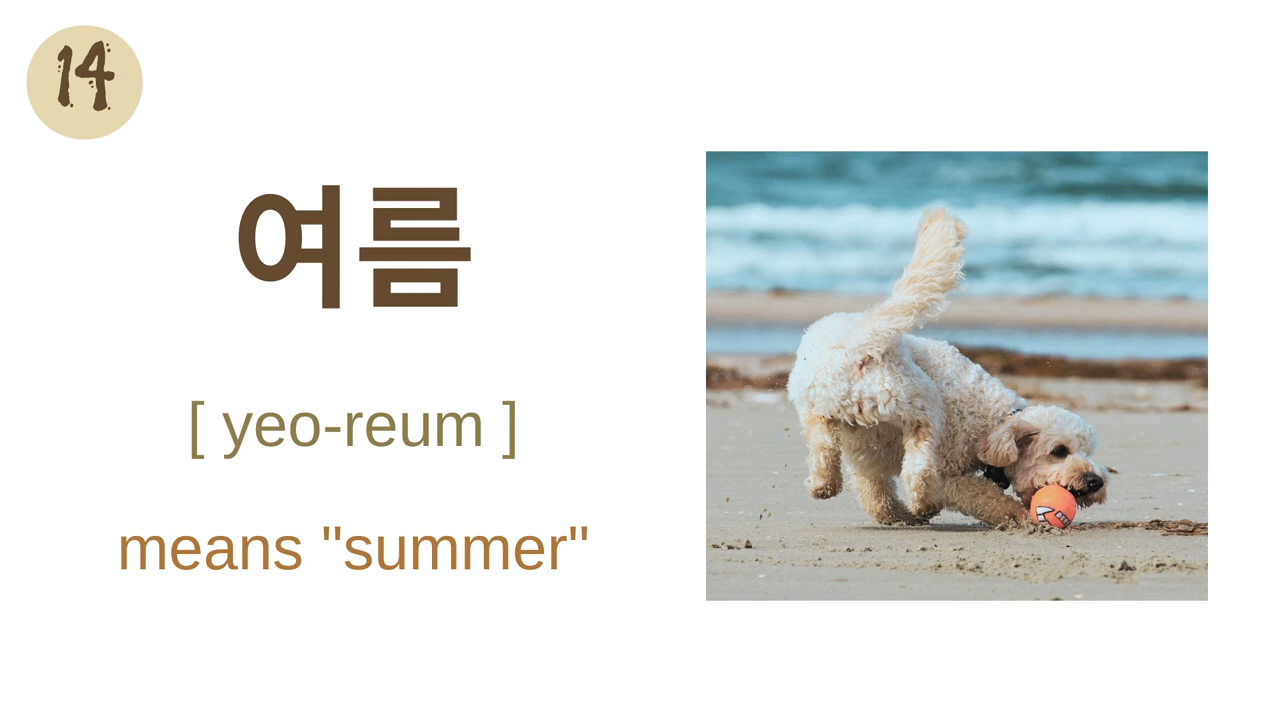 14
여름
[ yeo-reum ]
means "summer"